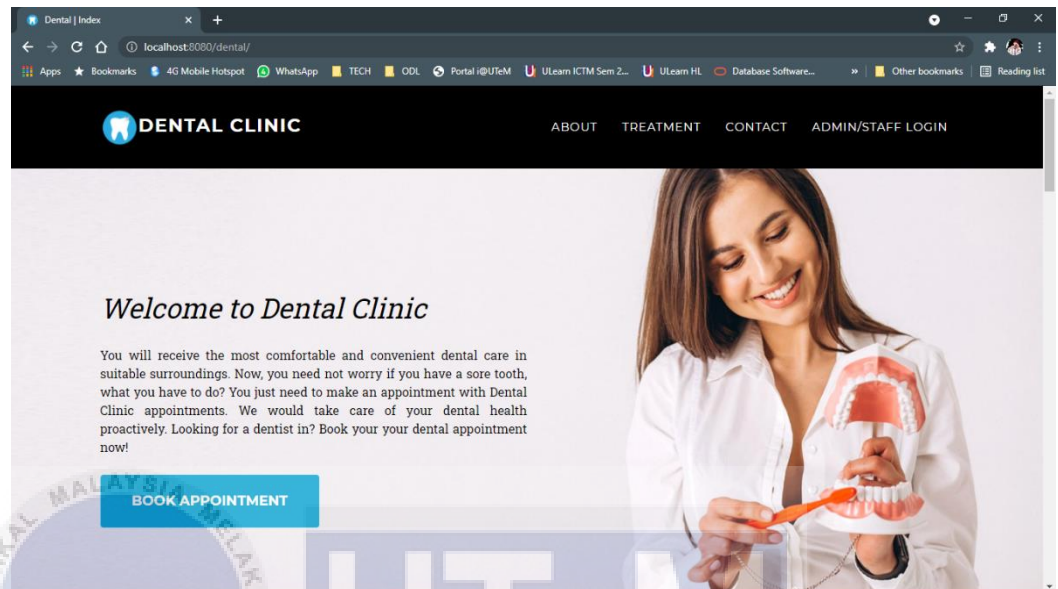 Dental | Index
localhost:8080/dental/
Apps Bookmarks 4G Mobile Hotspot WhatsApp TECH ODL Portal i@UTeM ULearn ICTM Sem 2... ULearn HL Database Software... » Other bookmarks Reading list
DENTAL CLINIC
ABOUT TREATMENT CONTACT ADMIN/STAFF LOGIN
Welcome to Dental Clinic
You will receive the most comfortable and convenient dental care in
suitable surroundings. Now, you need not worry if you have a sore tooth,
what you have to do? You just need to make an appointment with Dental
Clinic appointments. We would take care of your dental health
proactively. Looking for a dentist in? Book your your dental appointment
now!
BOOK APPOINTMENT
MALAYSIA